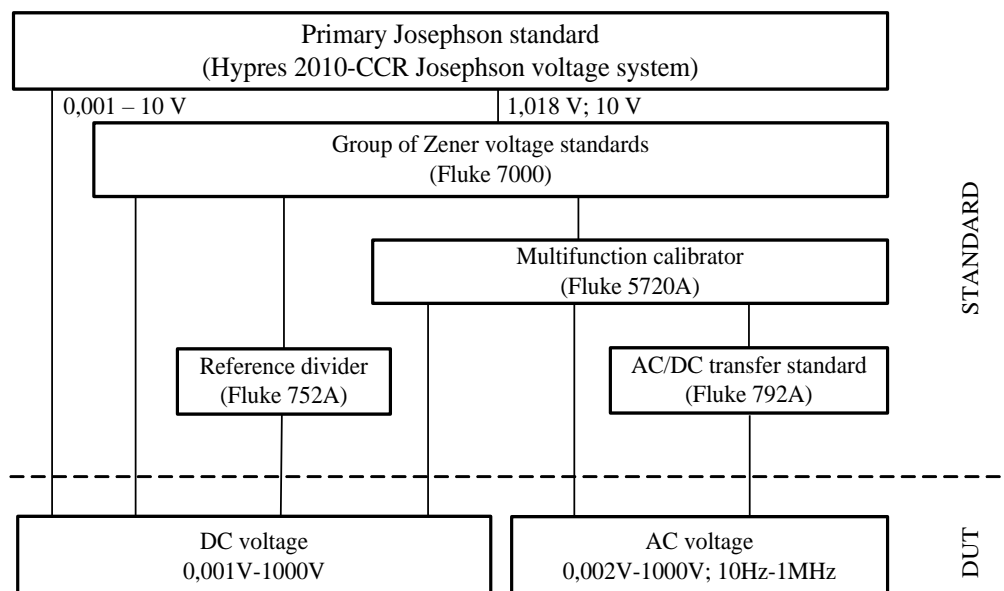 Primary Josephson standard
(Hypres 2010-CCR Josephson voltage system)
0,001 – 10 V
1,018 V; 10 V
Group of Zener voltage standards
(Fluke 7000)
Multifunction calibrator
(Fluke 5720A)
STANDARD
Reference divider
(Fluke 752A)
AC/DC transfer standard
(Fluke 792A)
DC voltage
0,001V-1000V
AC voltage
0,002V-1000V; 10Hz-1MHz
DUT